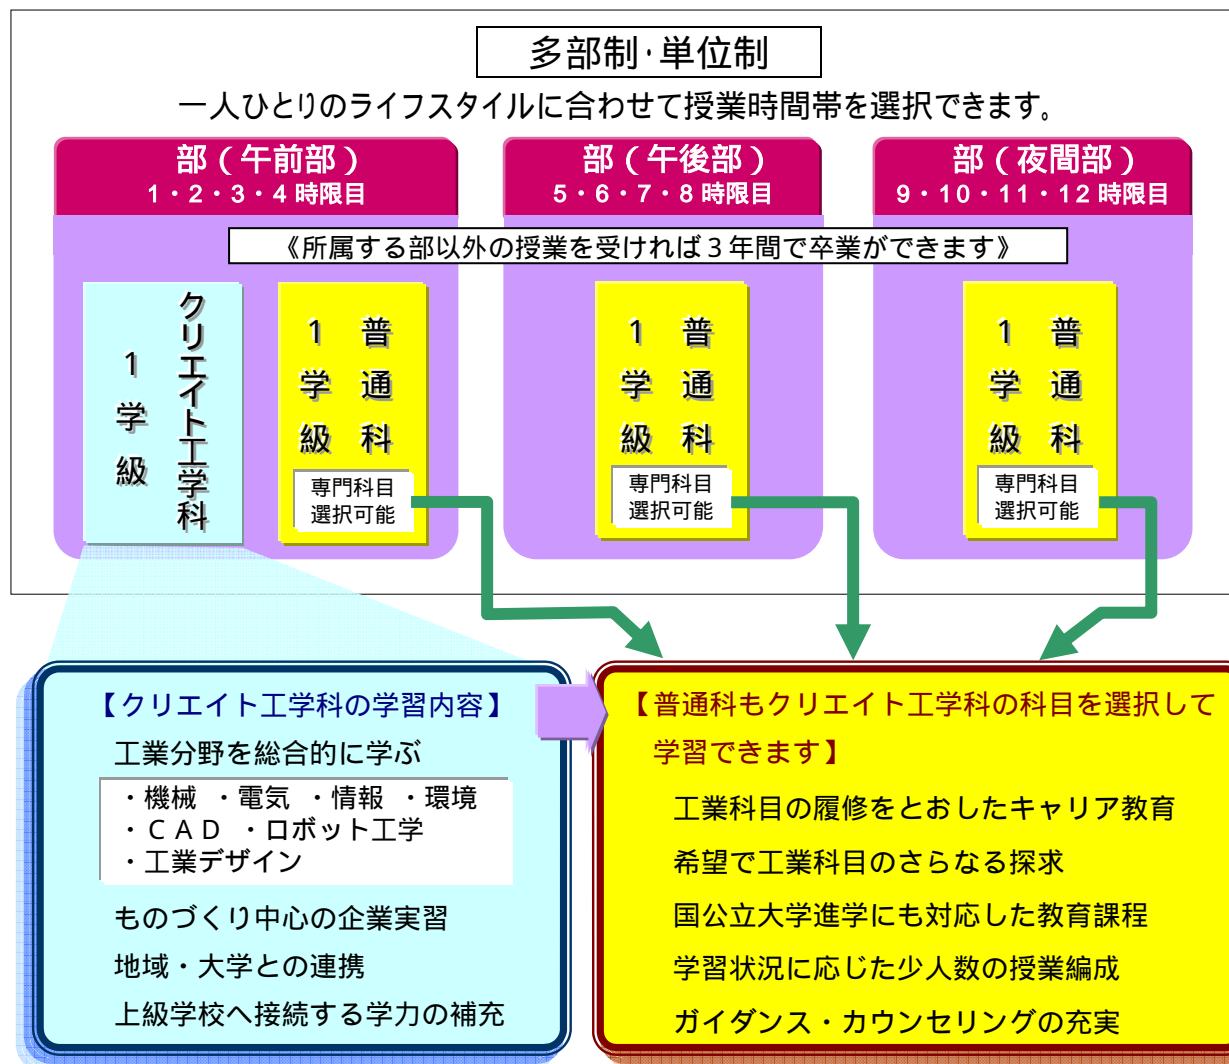 多部制・単位制
一人ひとりのライフスタイルに合わせて授業時間帯を選択できます。
部（午前部）
1・2・3・4 時限目
部（午後部）
5・6・7・8 時限目
部（夜間部）
9・10・11・12 時限目
《所属する部以外の授業を受ければ３年間で卒業ができます》
クリエイト工学科
1学級
普通科
1学級
専門科目
選択可能
普通科
1学級
専門科目
選択可能
普通科
1学級
専門科目
選択可能
【クリエイト工学科の学習内容】
工業分野を総合的に学ぶ
・機械 ・電気 ・情報 ・環境
・ＣＡＤ ・ロボット工学
・工業デザイン
ものづくり中心の企業実習
地域・大学との連携
上級学校へ接続する学力の補充
【普通科もクリエイト工学科の科目を選択して
学習できます】
工業科目の履修をとおしたキャリア教育
希望で工業科目のさらなる探求
国公立大学進学にも対応した教育課程
学習状況に応じた少人数の授業編成
ガイダンス・カウンセリングの充実